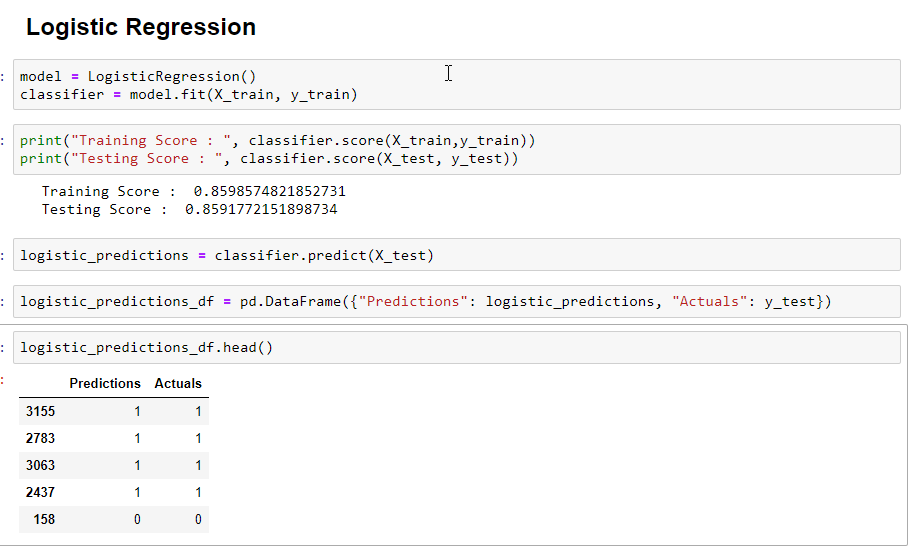 Logistic Regression
: model = LogisticRegression()
classifier = model.fit(X_train, y_train)
: print("Training Score : ", classifier.score(X_train,y_train))
print("Testing Score : ", classifier.score(X_test, y_test))
Training Score :  0.8598574821852731
Testing Score :  0.8591772151898734
: logistic_predictions = classifier.predict(X_test)
: logistic_predictions_df = pd.DataFrame({"Predictions": logistic_predictions, "Actuals": y_test})
: logistic_predictions_df.head()
: Predictions Actuals
3155 1 1
2783 1 1
3063 1 1
2437 1 1
158 0 0